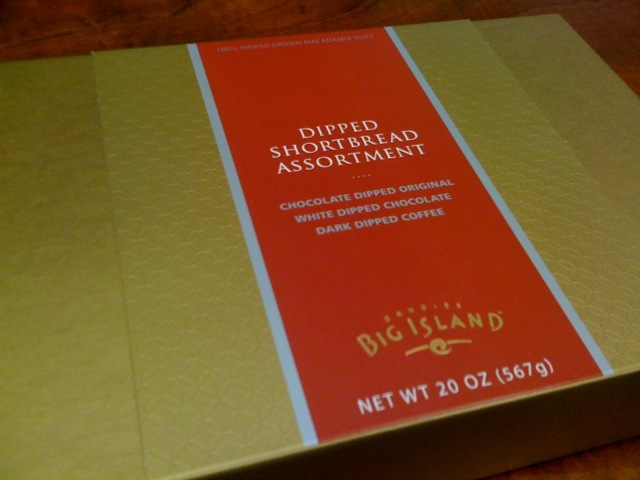 100% HAWAII GROWN MACADAMIA NUTS
DIPPED
SHORTBREAD
ASSORTMENT
CHOCOLATE DIPPED ORIGINAL
WHITE DIPPED CHOCOLATE
DARK DIPPED COFFEE
CANDIES
BIG ISLAND®
NET WT 20 OZ (567g)